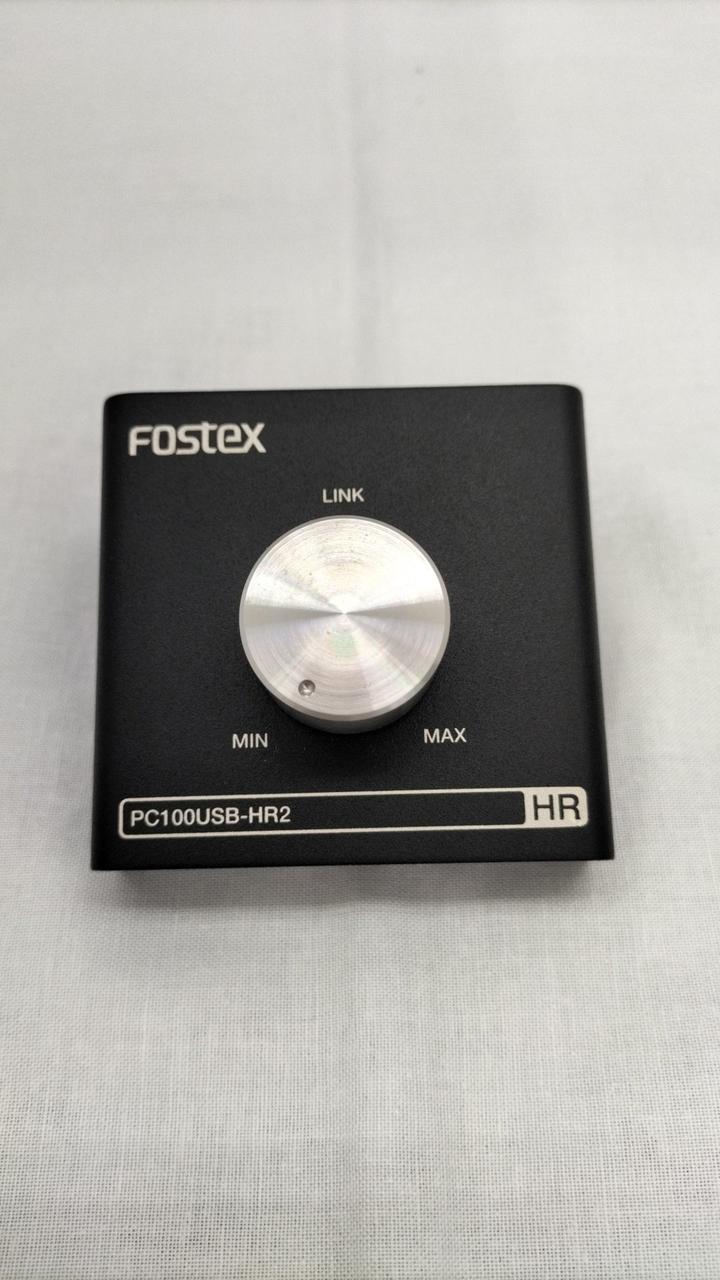 Fostex
LINK
MIN
MAX
PC100USB-HR2
HR